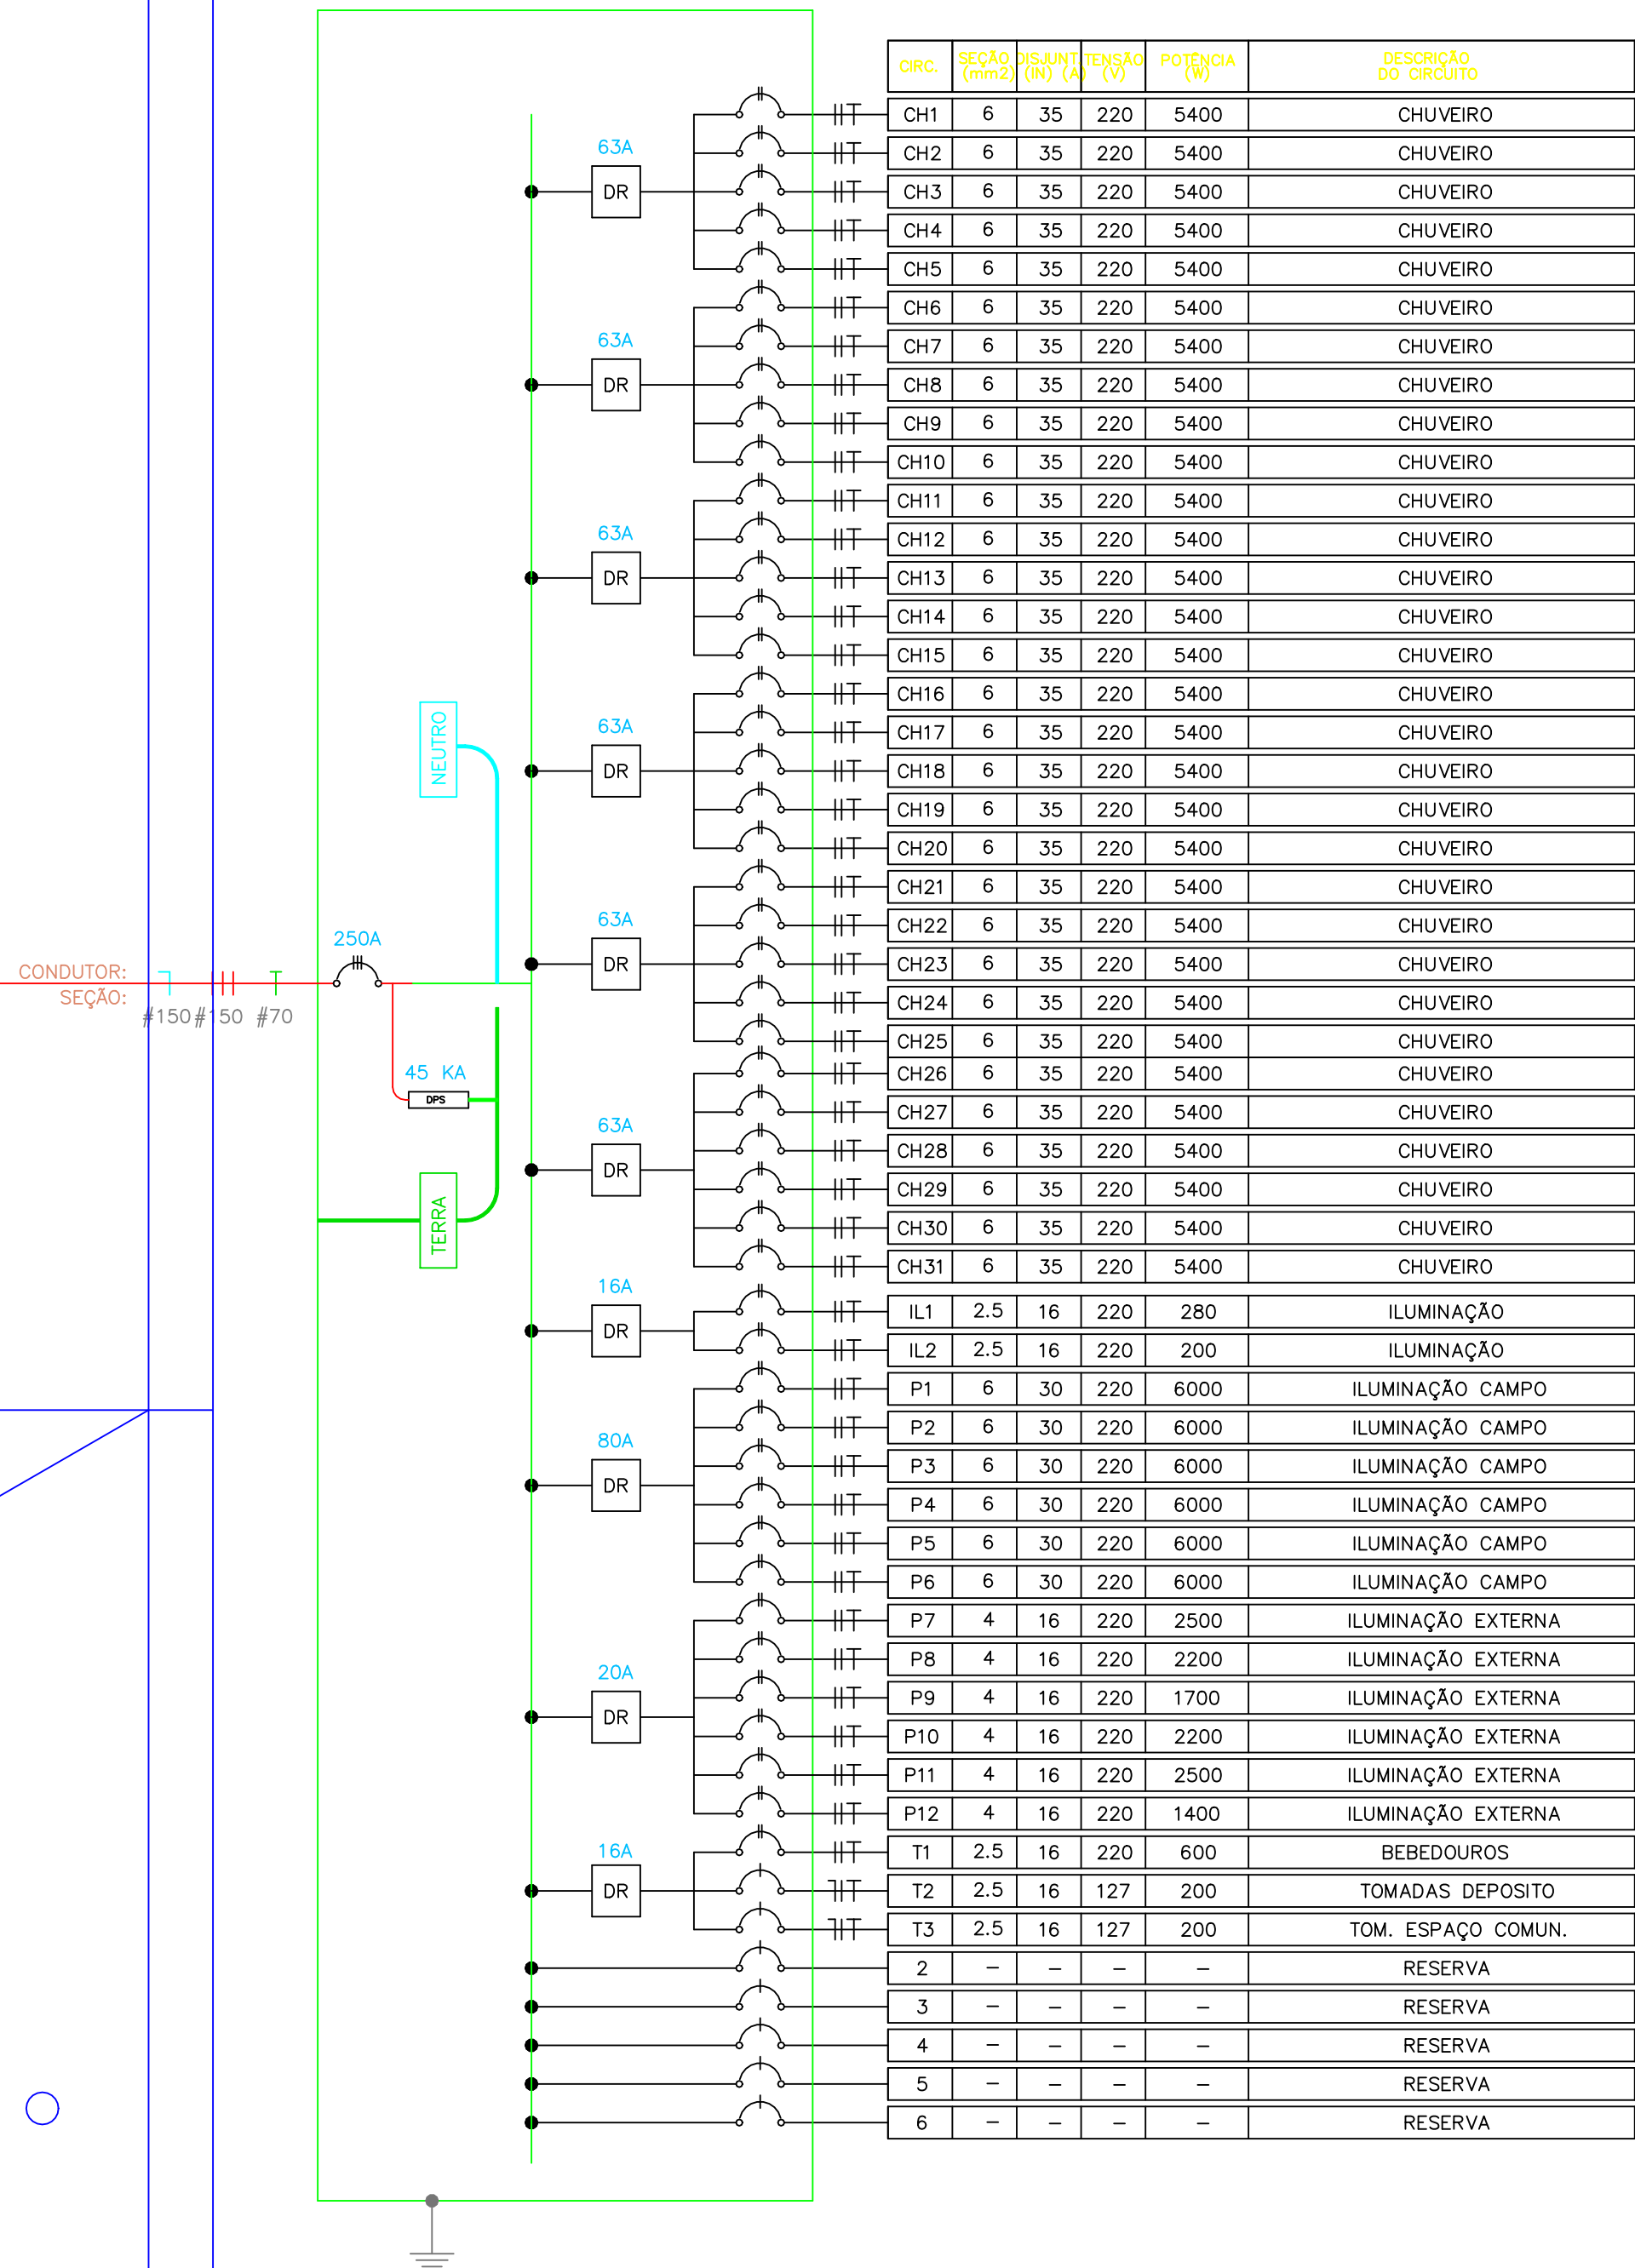 CIRC. SEÇÃO (mm2) DISJUNT. (IN) (A) TENSÃO (V) POTÊNCIA (W) DESCRIÇÃO DO CIRCUITO
CH1 6 35 220 5400 CHUVEIRO
63A
CH2 6 35 220 5400 CHUVEIRO
DR
CH3 6 35 220 5400 CHUVEIRO
CH4 6 35 220 5400 CHUVEIRO
CH5 6 35 220 5400 CHUVEIRO
CH6 6 35 220 5400 CHUVEIRO
63A
CH7 6 35 220 5400 CHUVEIRO
DR
CH8 6 35 220 5400 CHUVEIRO
CH9 6 35 220 5400 CHUVEIRO
CH10 6 35 220 5400 CHUVEIRO
CH11 6 35 220 5400 CHUVEIRO
63A
CH12 6 35 220 5400 CHUVEIRO
DR
CH13 6 35 220 5400 CHUVEIRO
CH14 6 35 220 5400 CHUVEIRO
CH15 6 35 220 5400 CHUVEIRO
CH16 6 35 220 5400 CHUVEIRO
NEUTRO
63A
CH17 6 35 220 5400 CHUVEIRO
DR
CH18 6 35 220 5400 CHUVEIRO
CH19 6 35 220 5400 CHUVEIRO
CH20 6 35 220 5400 CHUVEIRO
CH21 6 35 220 5400 CHUVEIRO
63A
CH22 6 35 220 5400 CHUVEIRO
250A
DR
CH23 6 35 220 5400 CHUVEIRO
CONDUTOR:
SEÇÃO:
#150 #150 #70
CH24 6 35 220 5400 CHUVEIRO
CH25 6 35 220 5400 CHUVEIRO
45 KA
DPS
CH26 6 35 220 5400 CHUVEIRO
CH27 6 35 220 5400 CHUVEIRO
63A
CH28 6 35 220 5400 CHUVEIRO
DR
CH29 6 35 220 5400 CHUVEIRO
TERRA
CH30 6 35 220 5400 CHUVEIRO
CH31 6 35 220 5400 CHUVEIRO
16A
IL1 2.5 16 220 280 ILUMINAÇÃO
DR
IL2 2.5 16 220 200 ILUMINAÇÃO
P1 6 30 220 6000 ILUMINAÇÃO CAMPO
P2 6 30 220 6000 ILUMINAÇÃO CAMPO
80A
P3 6 30 220 6000 ILUMINAÇÃO CAMPO
DR
P4 6 30 220 6000 ILUMINAÇÃO CAMPO
P5 6 30 220 6000 ILUMINAÇÃO CAMPO
P6 6 30 220 6000 ILUMINAÇÃO CAMPO
P7 4 16 220 2500 ILUMINAÇÃO EXTERNA
P8 4 16 220 2200 ILUMINAÇÃO EXTERNA
20A
P9 4 16 220 1700 ILUMINAÇÃO EXTERNA
DR
P10 4 16 220 2200 ILUMINAÇÃO EXTERNA
P11 4 16 220 2500 ILUMINAÇÃO EXTERNA
P12 4 16 220 1400 ILUMINAÇÃO EXTERNA
16A
T1 2.5 16 220 600 BEBEDOUROS
DR
T2 2.5 16 127 200 TOMADAS DEPOSITO
T3 2.5 16 127 200 TOM. ESPAÇO COMUN.
2 – – – – RESERVA
3 – – – – RESERVA
4 – – – – RESERVA
5 – – – – RESERVA
6 – – – – RESERVA